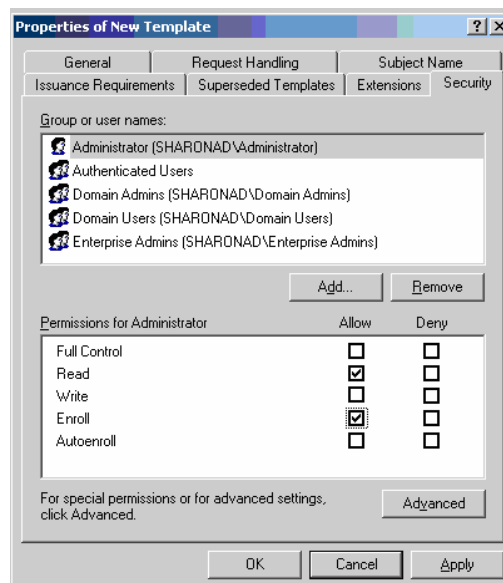 Properties of New Template
General Request Handling Subject Name
Issuance Requirements Superseded Templates Extensions Security
Group or user names:
Administrator (SHARONAD\Administrator)
Authenticated Users
Domain Admins (SHARONAD\Domain Admins)
Domain Users (SHARONAD\Domain Users)
Enterprise Admins (SHARONAD\Enterprise Admins)
Add... Remove
Permissions for Administrator Allow Deny
Full Control
Read
Write
Enroll
Autoenroll
For special permissions or for advanced settings,
click Advanced.
Advanced
OK Cancel Apply